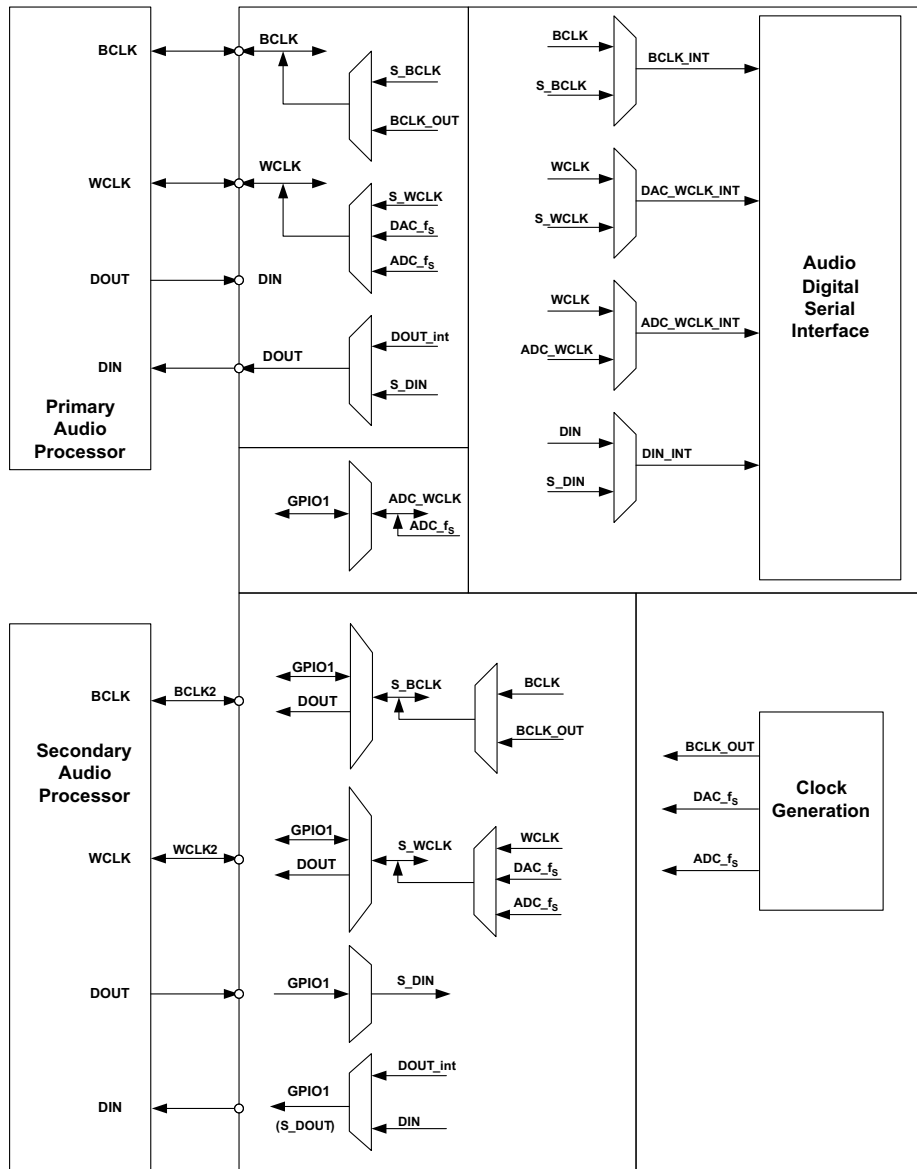 BCLK
WCLK
DOUT
DIN
Primary
Audio
Processor
BCLK
S_BCLK
BCLK_OUT
WCLK
S_WCLK
DAC_fS
ADC_fS
DIN
DOUT
DOUT_int
S_DIN
GPIO1
ADC_WCLK
ADC_fS
BCLK
S_BCLK
BCLK_INT
WCLK
S_WCLK
DAC_WCLK_INT
WCLK
ADC_WCLK
ADC_WCLK_INT
DIN
S_DIN
DIN_INT
Audio
Digital
Serial
Interface
BCLK
BCLK2
Secondary
Audio
Processor
WCLK
WCLK2
DOUT
DIN
GPIO1
DOUT
S_BCLK
BCLK
BCLK_OUT
GPIO1
DOUT
S_WCLK
WCLK
DAC_fS
ADC_fS
GPIO1
S_DIN
GPIO1
(S_DOUT)
DOUT_int
DIN
BCLK_OUT
DAC_fS
ADC_fS
Clock
Generation